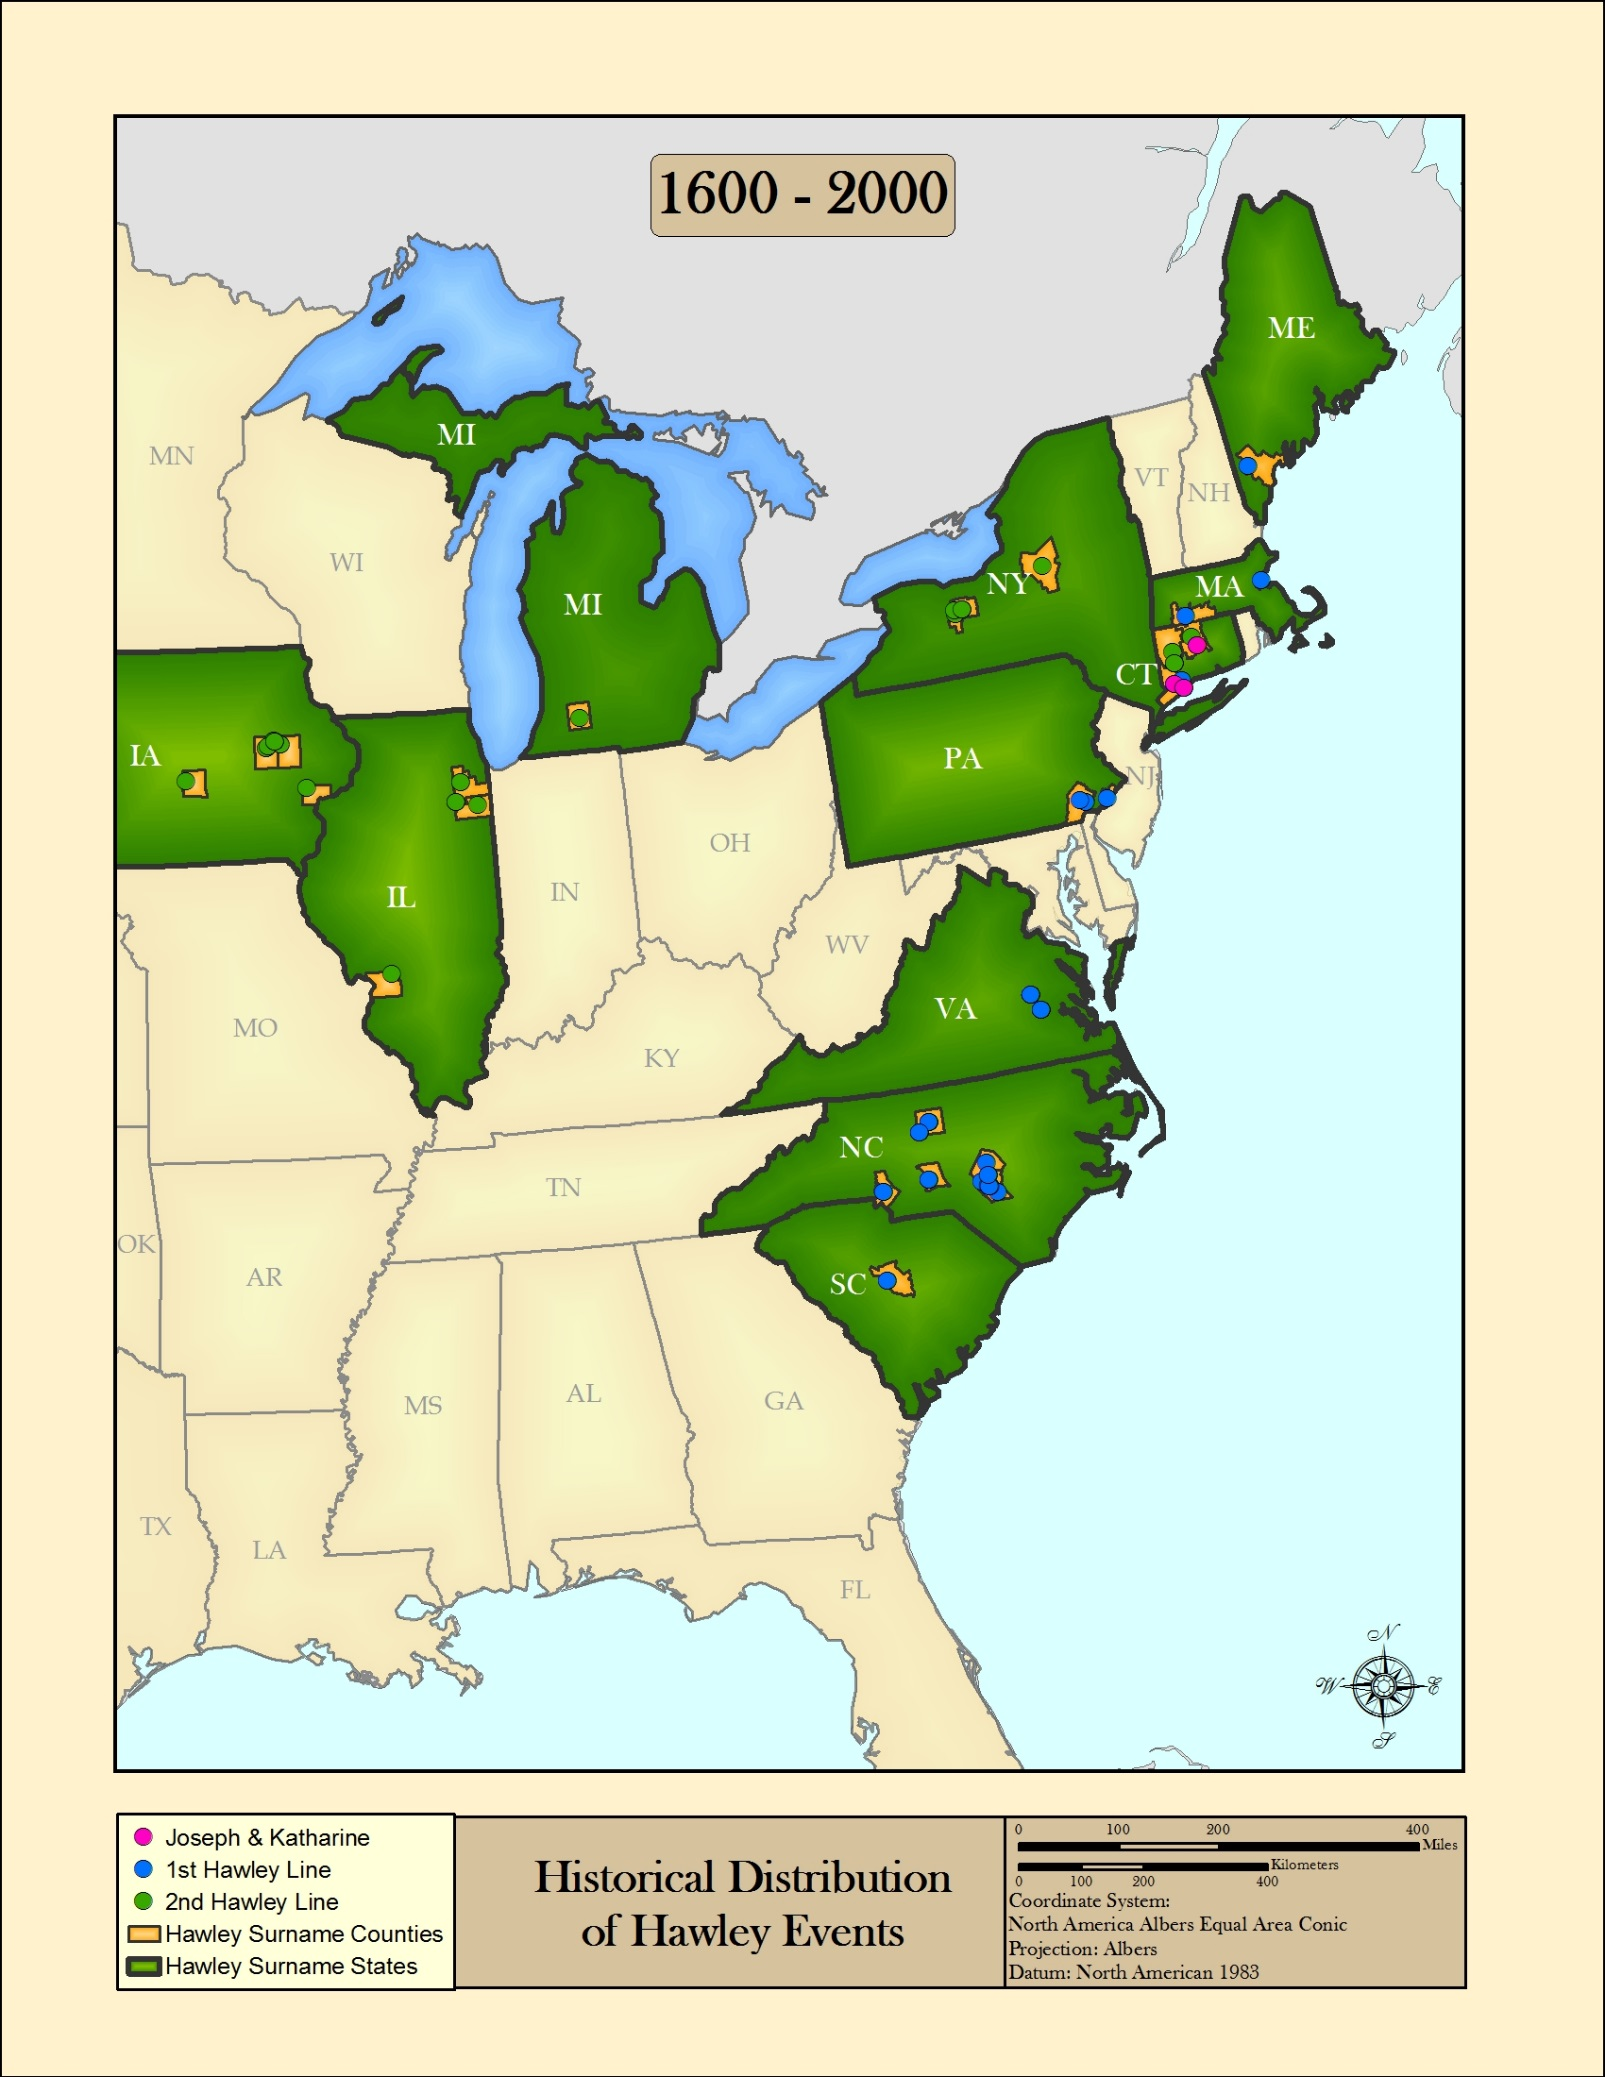 1600 - 2000
ME
MI
MN
VT
NH
WI
NY
MA
MI
CT
IA
PA
NJ
OH
IL
IN
WV
VA
MO
KY
NC
TN
OK
AR
SC
MS
AL
GA
TX
LA
FL
N
W
E
S
Joseph & Katharine
1st Hawley Line
2nd Hawley Line
Hawley Surname Counties
Hawley Surname States
Historical Distribution
of Hawley Events
0 100 200 400
Miles
Kilometers
0 100 200 400
Coordinate System:
North America Albers Equal Area Conic
Projection: Albers
Datum: North American 1983